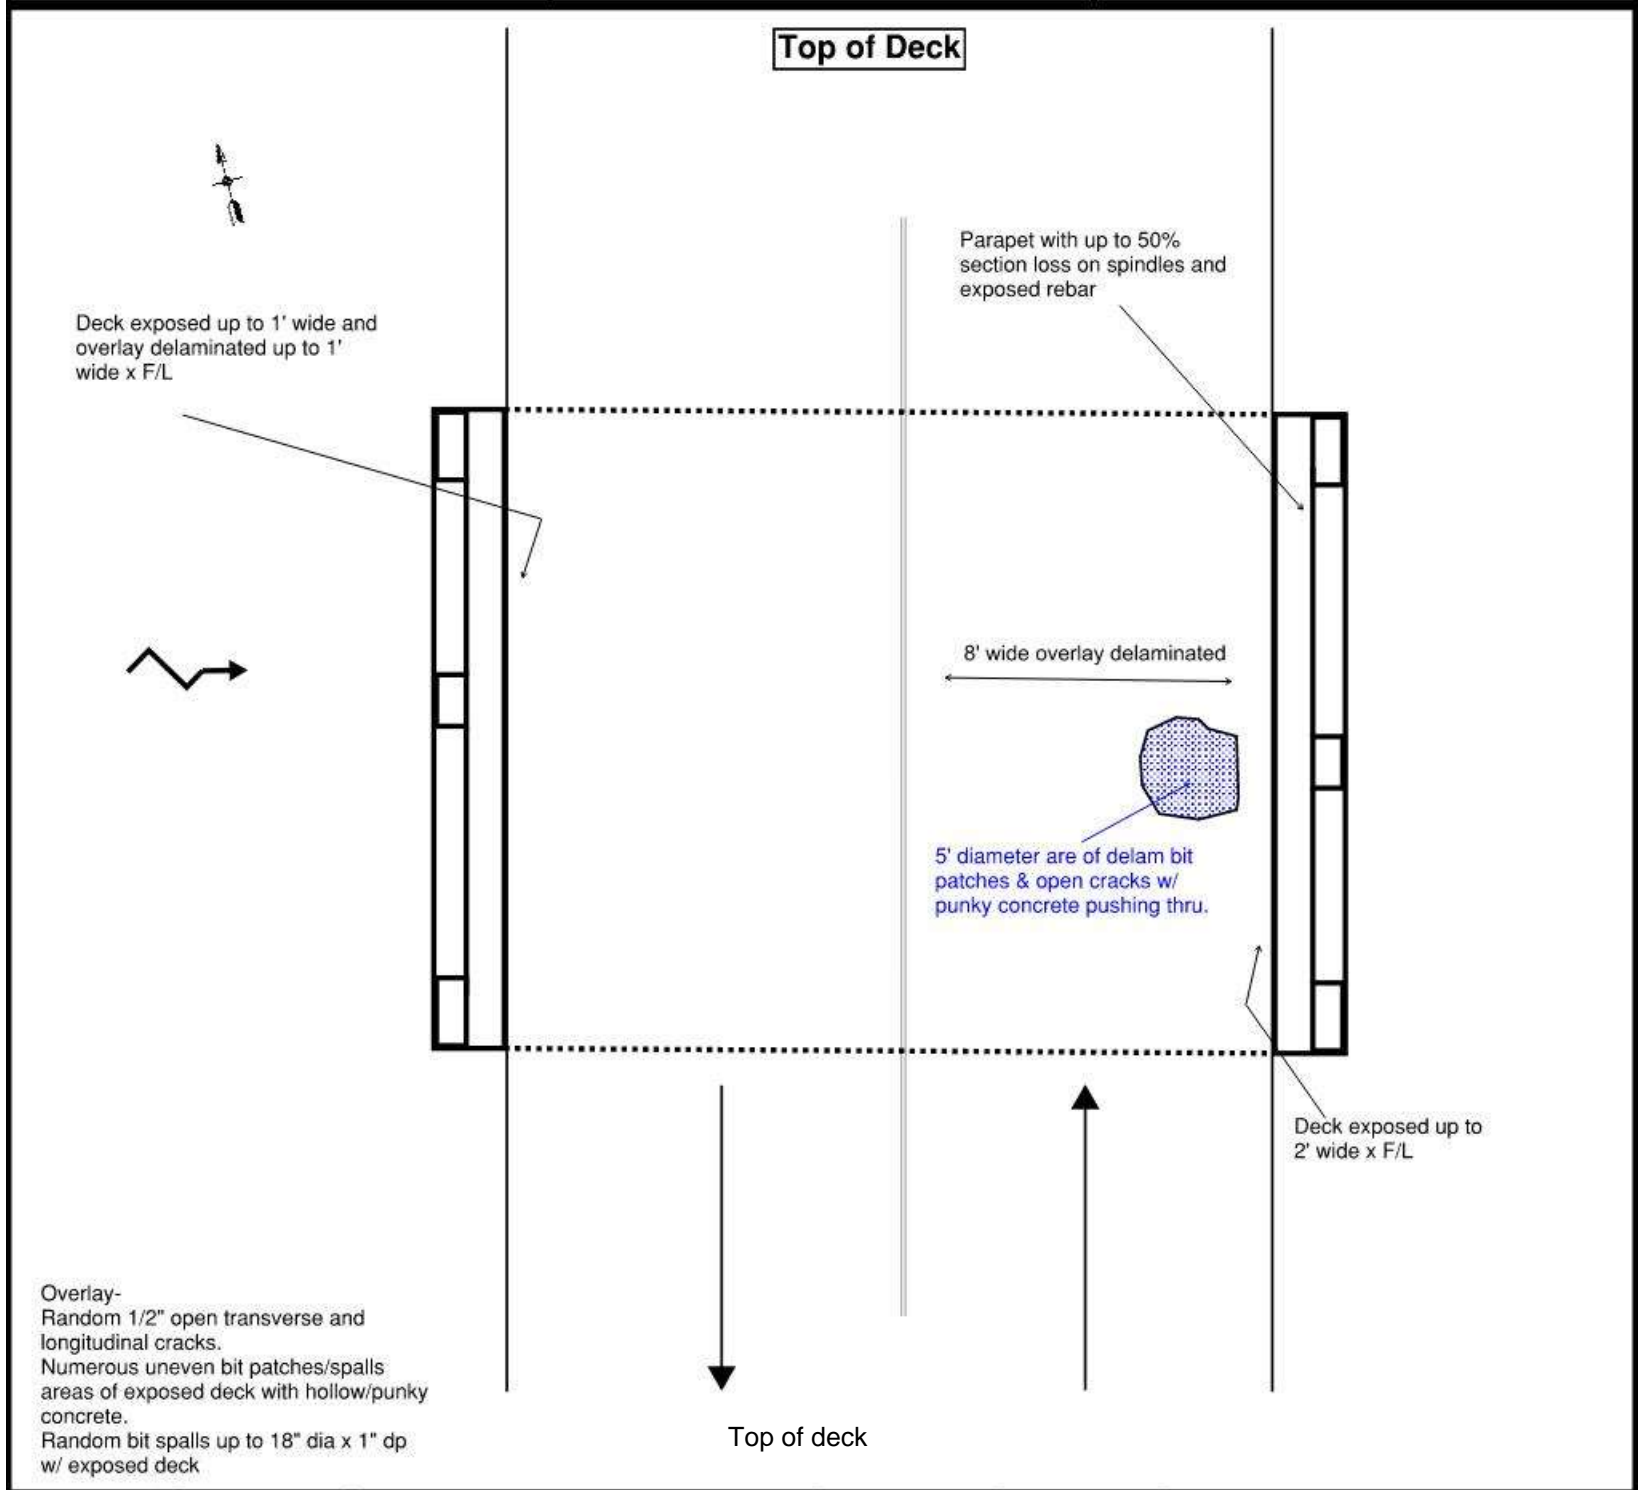 Top of Deck
Parapet with up to 50%
section loss on spindles and
exposed rebar
Deck exposed up to 1' wide and
overlay delaminated up to 1'
wide x F/L
8' wide overlay delaminated
5' diameter are of delam bit
patches & open cracks w/
punky concrete pushing thru.
Deck exposed up to
2' wide x F/L
Overlay-
Random 1/2" open transverse and
longitudinal cracks.
Numerous uneven bit patches/spalls
areas of exposed deck with hollow/punky
concrete.
Random bit spalls up to 18" dia x 1" dp
w/ exposed deck
Top of deck